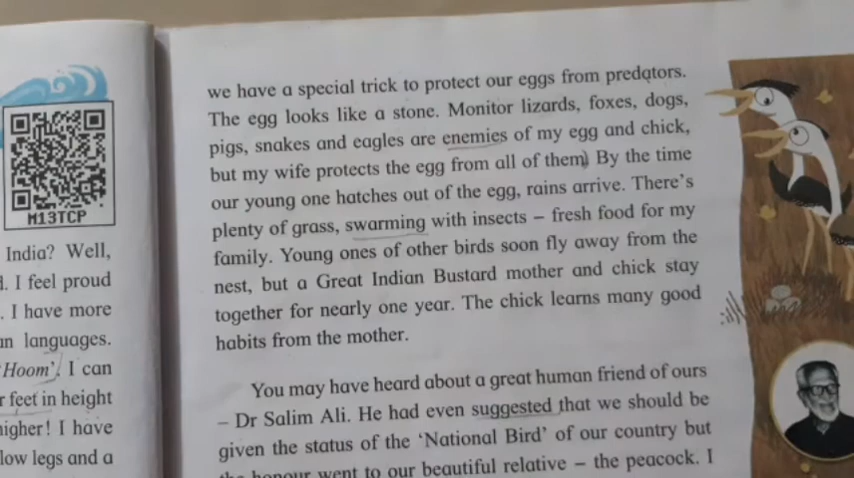 M13TCP
India? Well,
. I feel proud
. I have more
languages.
'Hoom'. I can
feet in height
higher! I have
low legs and a
we have a special trick to protect our eggs from predators.
The egg looks like a stone. Monitor lizards, foxes, dogs,
pigs, snakes and eagles are enemies of my egg and chick,
but my wife protects the egg from all of them) By the time
our young one hatches out of the egg, rains arrive. There's
plenty of grass, swarming with insects – fresh food for my
family. Young ones of other birds soon fly away from the
nest, but a Great Indian Bustard mother and chick stay
together for nearly one year. The chick learns many good
habits from the mother.
You may have heard about a great human friend of ours
– Dr Salim Ali. He had even suggested that we should be
given the status of the 'National Bird' of our country but
the honour went to our beautiful relative – the peacock. I